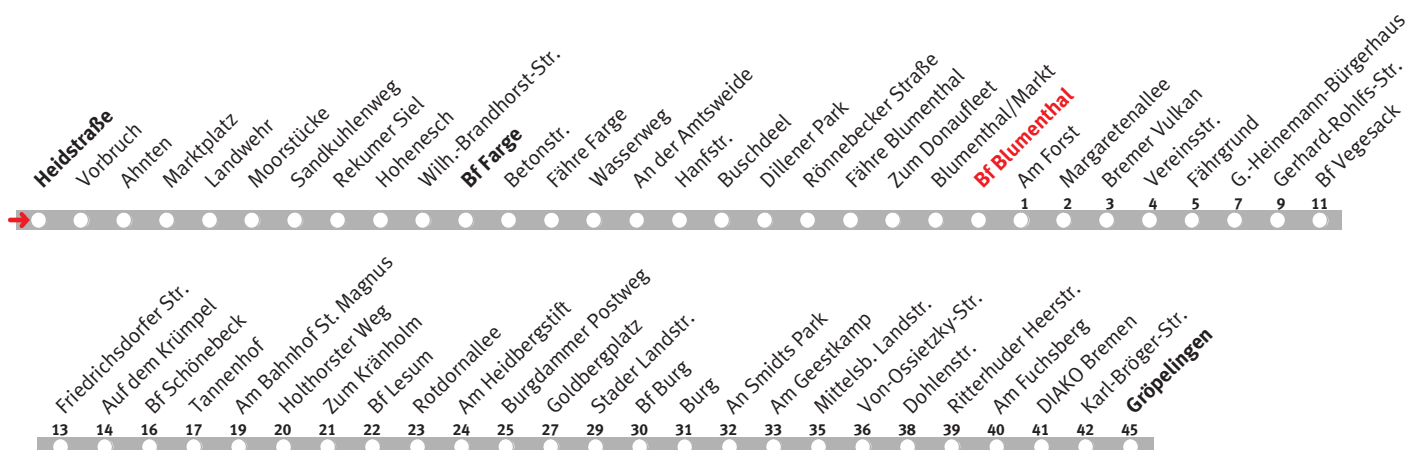 Heidstraße
Vorbruch
Ahnten
Marktplatz
Landwehr
Moorstücke
Sandkuhlenweg
Rekumer Siel
Hohenesch
Wilh.-Brandhorst-Str.
Bf Farge
Betonstr.
Fähre Farge
Wasserweg
An der Amtsweide
Hanfstr.
Buschdeel
Dillener Park
Rönnebecker Straße
Fähre Blumenthal
Zum Donaufleet
Blumenthal/Markt
Bf Blumenthal
Am Forst
Margaretenallee
Bremer Vulkan
Vereinsstr.
Fährgrund
G.-Heinemann-Bürgerhaus
Gerhard-Rohlfs-Str.
Bf Vegesack
1 2 3 4 5 7 9 11
Friedrichsdorfer Str.
Auf dem Krümpel
Bf Schönebeck
Tannenhof
Am Bahnhof St. Magnus
Holthorster Weg
Zum Kränholm
Bf Lesum
Rotdornallee
Am Heidbergstift
Burgdammer Postweg
Goldbergplatz
Stader Landstr.
Bf Burg
Burg
An Smidts Park
Am Geestkamp
Mittelsb. Landstr.
Von-Ossietzky-Str.
Dohlenstr.
Ritterhuder Heerstr.
Am Fuchsberg
DIAKO Bremen
Karl-Bröger-Str.
Gröpelingen
13 14 16 17 19 20 21 22 23 24 25 27 29 30 31 32 33 35 36 38 39 40 41 42 45